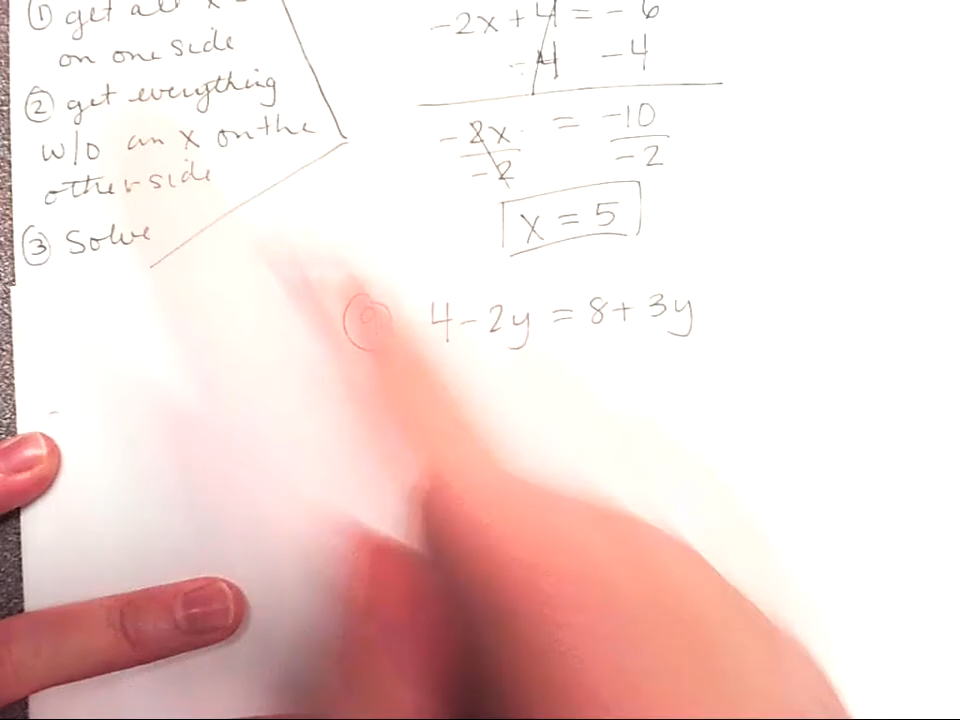 ① get all x
on one side
② get everything
w/o an x on the
other side
③ Solve
-2x + 4 = - 6
- 4 - 4
-2x = -10
-2 -2
x = 5
⑨ 4 - 2y = 8 + 3y